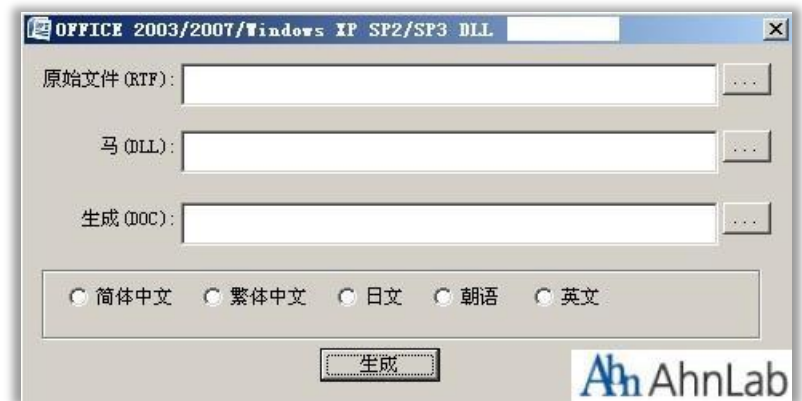 OFFICE 2003/2007/Windows XP SP2/SP3 DLL
原始文件(RTF): ...
马(DLL): ...
生成(DOC): ...
简体中文 繁体中文 日文 朝语 英文
生成
Ahn AhnLab